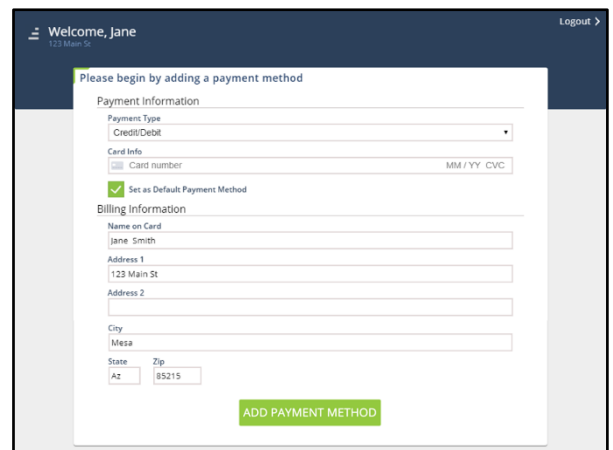 Welcome, Jane
Logout >
123 Main St
Please begin by adding a payment method
Payment Information
Payment Type
Credit/Debit
Card Info
Card number MM / YY CVC
Set as Default Payment Method
Billing Information
Name on Card
Jane Smith
Address 1
123 Main St
Address 2
City
Mesa
State Zip
Az 85215
ADD PAYMENT METHOD